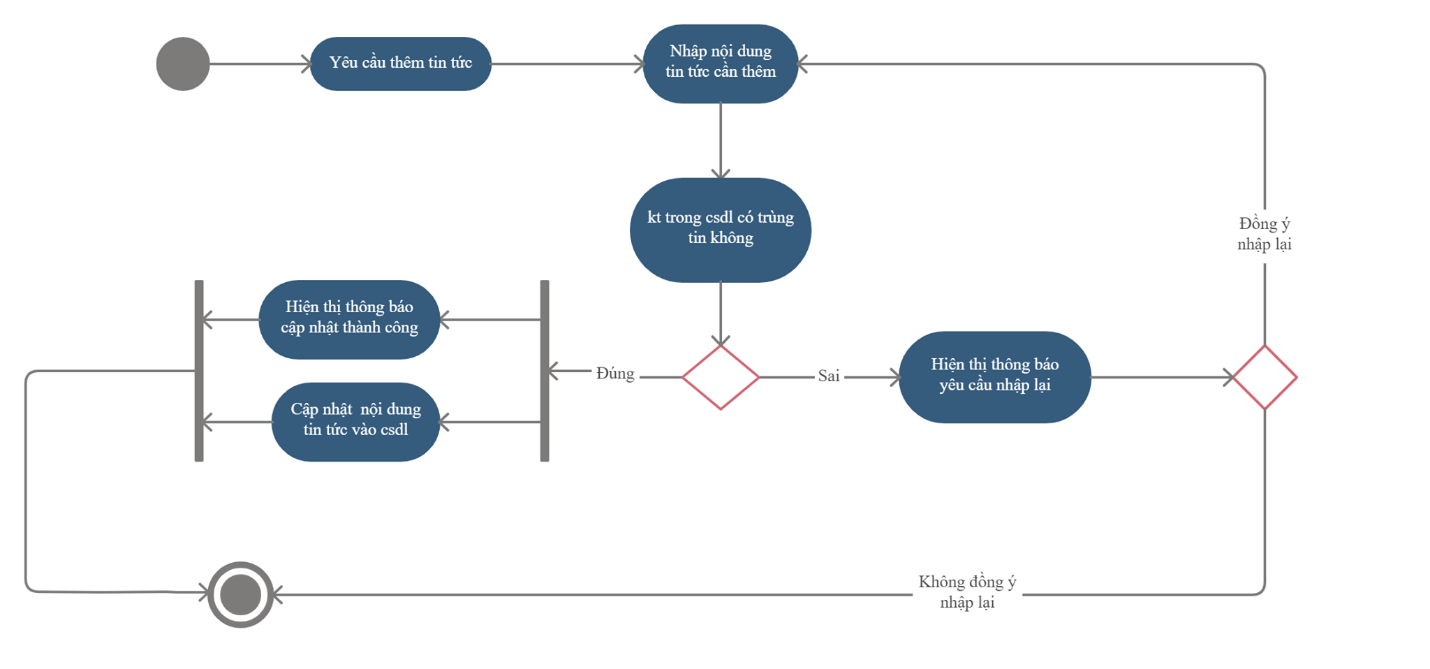 Yêu cầu thêm tin tức
Nhập nội dung
tin tức cần thêm
kt trong csdl có trùng
tin không
Đồng ý
nhập lại
Hiện thị thông báo
cập nhật thành công
Đúng
Sai
Hiện thị thông báo
yêu cầu nhập lại
Cập nhật  nội dung
tin tức vào csdl
Không đồng ý
nhập lại